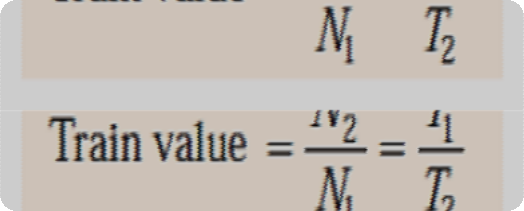 N₁ T₂
Train value = N₂/N₁ = T₁/T₂